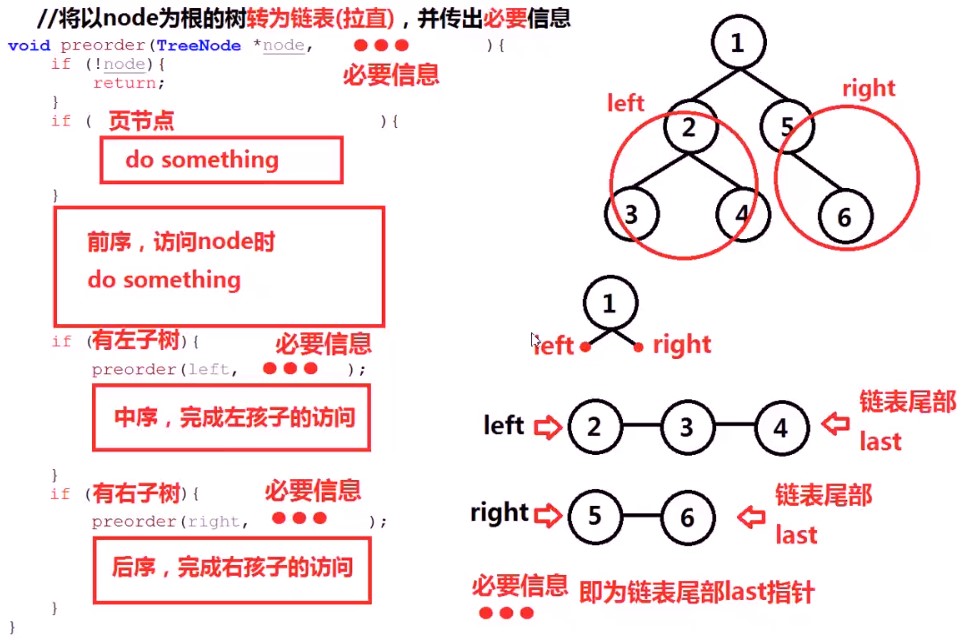 //将以node为根的树转为链表(拉直)，并传出必要信息
void preorder(TreeNode *node, ){
必要信息
if (!node){
return;
}
if ( 页节点 ){
do something
}
前序，访问node时
do something
if (有左子树){
必要信息
preorder(left, );
中序，完成左孩子的访问
}
if (有右子树){
必要信息
preorder(right, );
后序，完成右孩子的访问
}
}
1
left
right
2
5
3
4
6
1
left
right
left
2
3
4
链表尾部
last
right
5
6
链表尾部
last
必要信息 即为链表尾部last指针